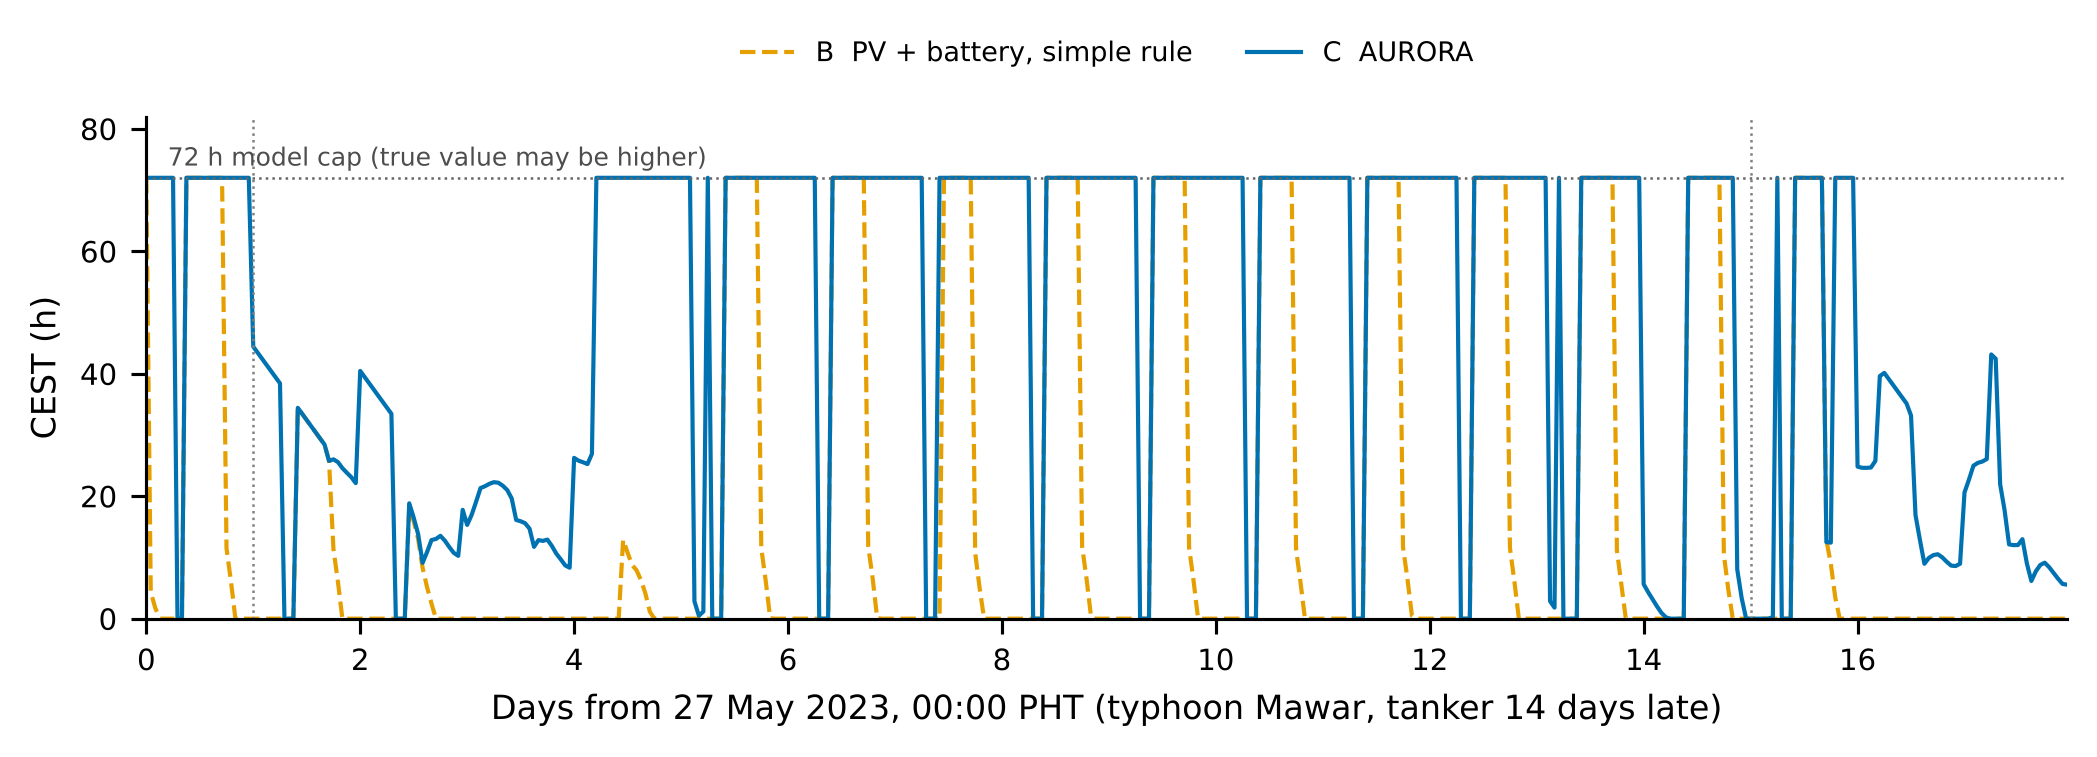 B  PV + battery, simple rule
C  AURORA
80
72 h model cap (true value may be higher)
60
40
20
0
CEST (h)
0 2 4 6 8 10 12 14 16
Days from 27 May 2023, 00:00 PHT (typhoon Mawar, tanker 14 days late)